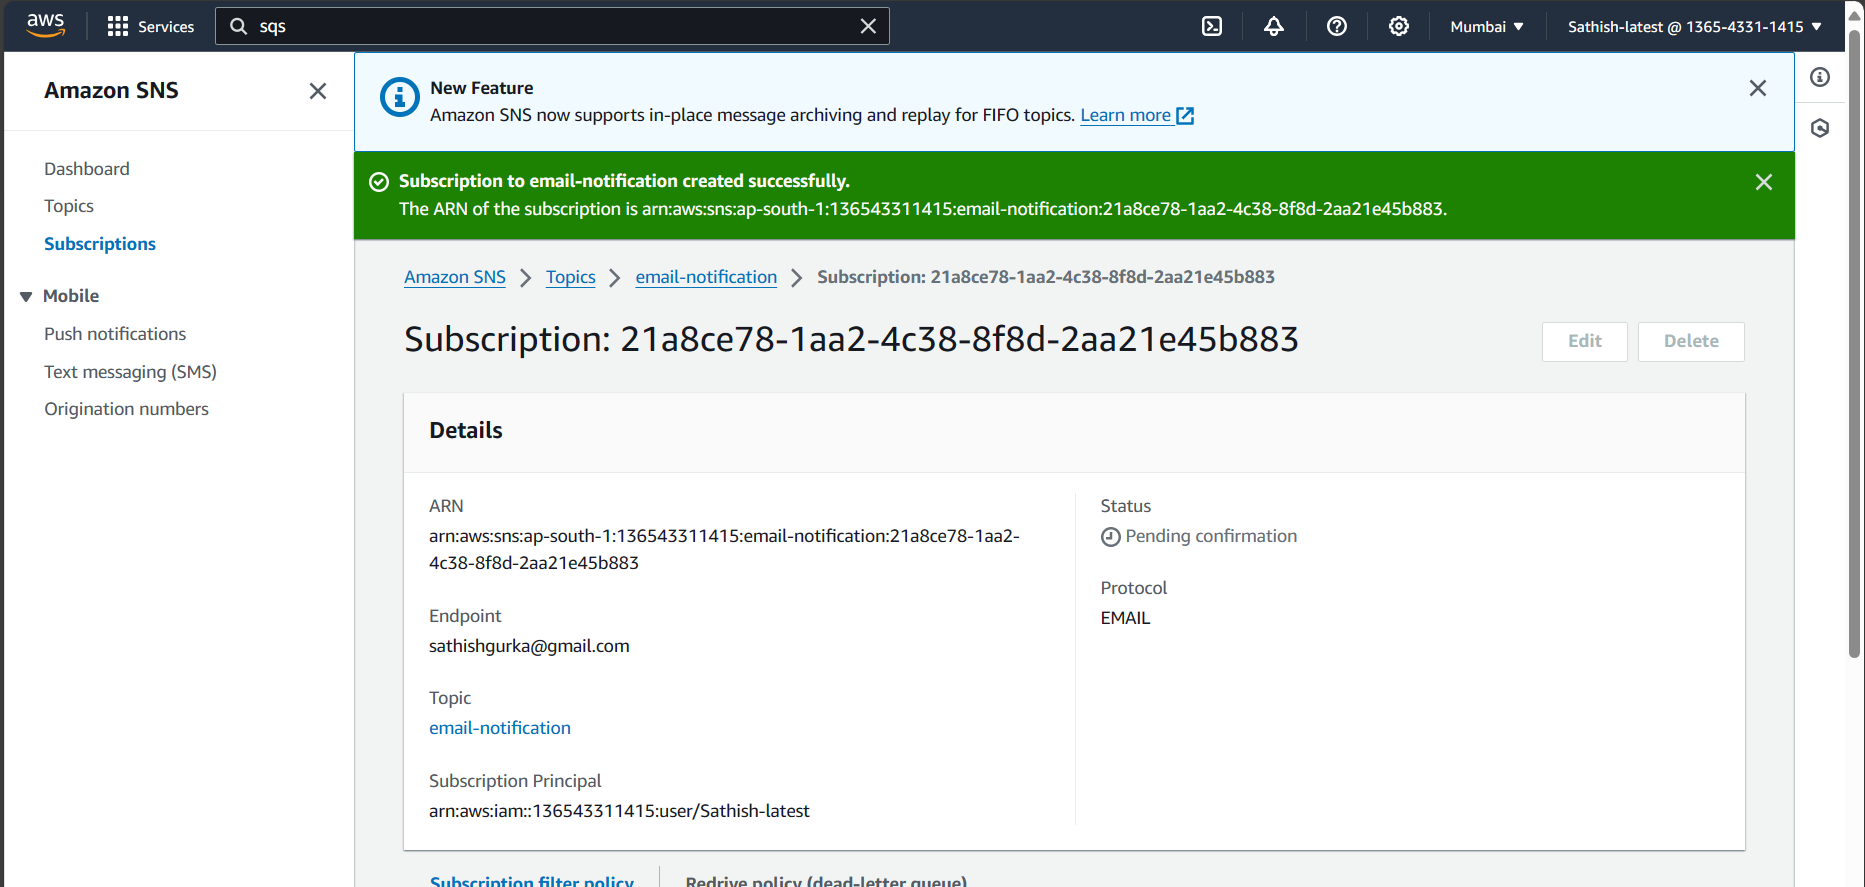 aws
Services
sqs
Mumbai
Sathish-latest @ 1365-4331-1415
Amazon SNS
Dashboard
Topics
Subscriptions
Mobile
Push notifications
Text messaging (SMS)
Origination numbers
New Feature
Amazon SNS now supports in-place message archiving and replay for FIFO topics. Learn more
Subscription to email-notification created successfully.
The ARN of the subscription is arn:aws:sns:ap-south-1:136543311415:email-notification:21a8ce78-1aa2-4c38-8f8d-2aa21e45b883.
Amazon SNS > Topics > email-notification > Subscription: 21a8ce78-1aa2-4c38-8f8d-2aa21e45b883
Subscription: 21a8ce78-1aa2-4c38-8f8d-2aa21e45b883
Edit
Delete
Details
ARN
arn:aws:sns:ap-south-1:136543311415:email-notification:21a8ce78-1aa2-
4c38-8f8d-2aa21e45b883
Endpoint
sathishgurka@gmail.com
Topic
email-notification
Subscription Principal
arn:aws:iam::136543311415:user/Sathish-latest
Status
Pending confirmation
Protocol
EMAIL
Subscription filter policy
Redrive policy (dead-letter queue)